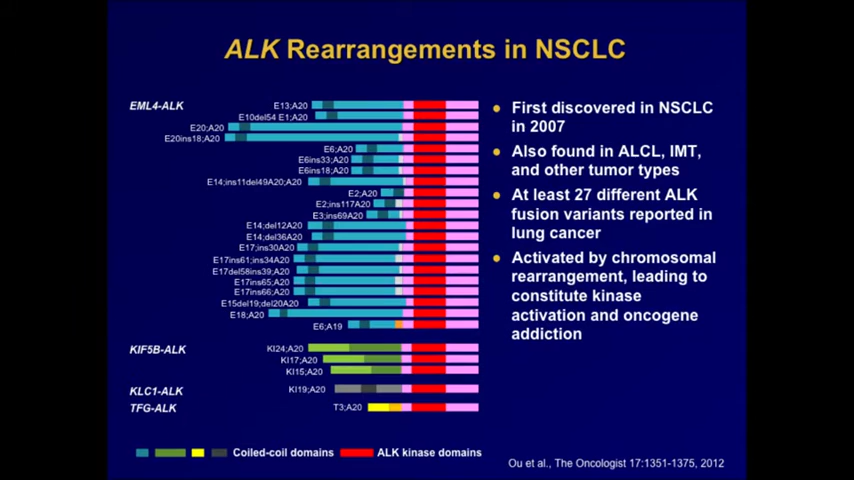 ALK Rearrangements in NSCLC
EML4-ALK
E13;A20
E10del54 E1;A20
E20;A20
E20ins18;A20
E6;A20
E6ins33;A20
E6ins18;A20
E14;ins11del49A20;A20
E2;A20
E2;ins117A20
E3;ins69A20
E14;del12A20
E14;del36A20
E17;ins30A20
E17ins61;ins34A20
E17del58ins39;A20
E17ins65;A20
E17ins66;A20
E15del19;del20A20
E18;A20
E6;A19
KIF5B-ALK
KI24;A20
KI17;A20
KI15;A20
KLC1-ALK
KI19;A20
TFG-ALK
T3;A20
Coiled-coil domains
ALK kinase domains
First discovered in NSCLC
in 2007
Also found in ALCL, IMT,
and other tumor types
At least 27 different ALK
fusion variants reported in
lung cancer
Activated by chromosomal
rearrangement, leading to
constitute kinase
activation and oncogene
addiction
Ou et al., The Oncologist 17:1351-1375, 2012